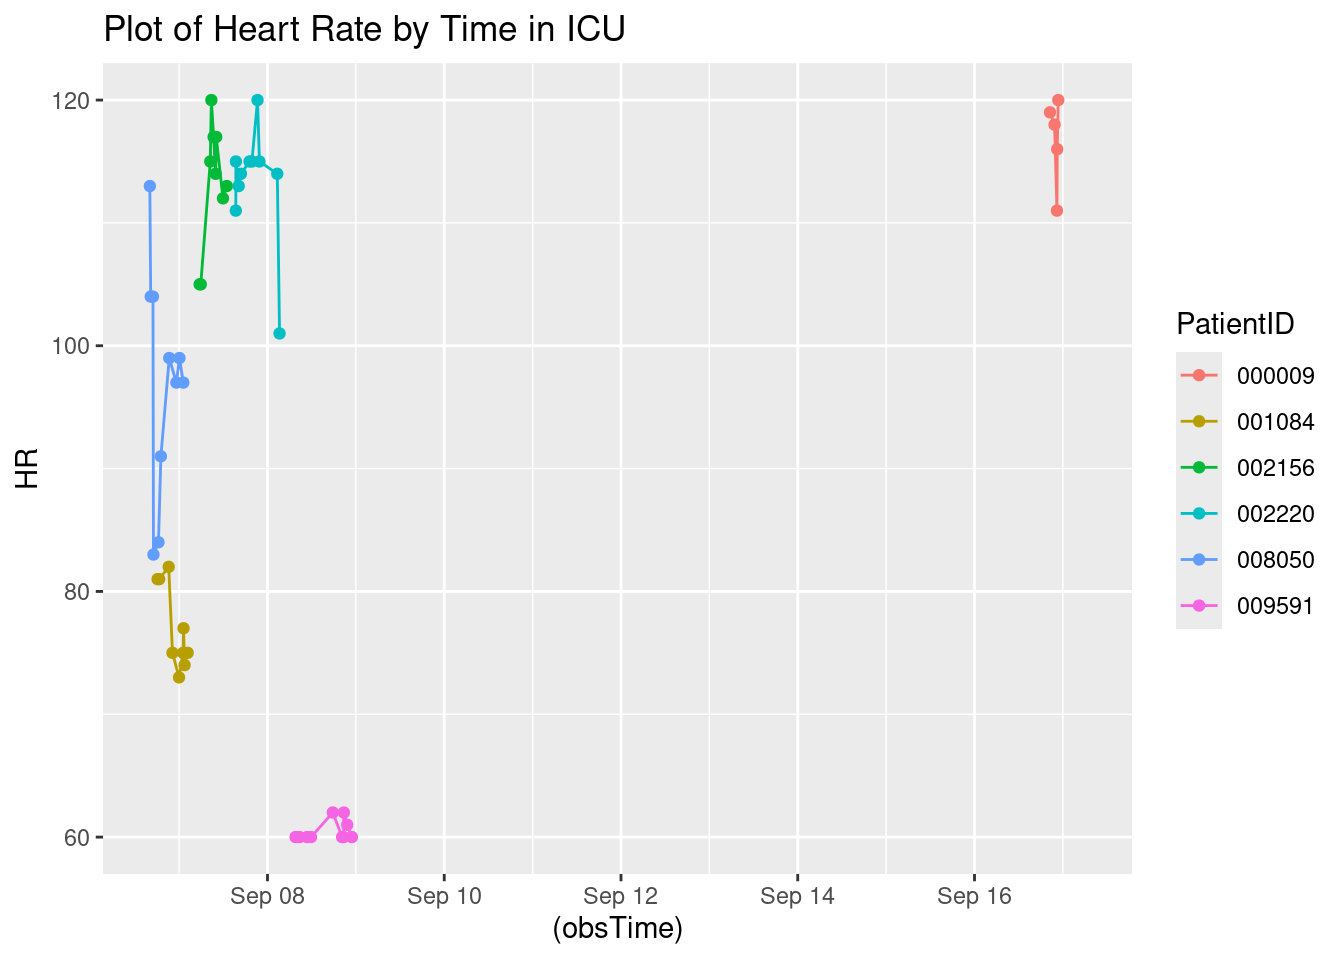 Plot of Heart Rate by Time in ICU
120
100
80
60
HR
Sep 08
Sep 10
Sep 12
Sep 14
Sep 16
(obsTime)
PatientID
000009
001084
002156
002220
008050
009591